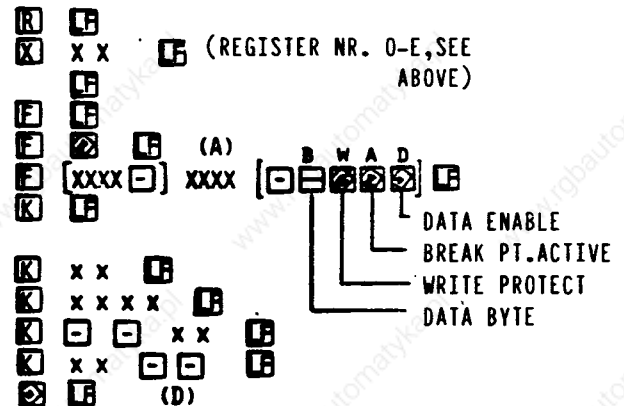 R LF
X X X LF (REGISTER NR. O-E,SEE
ABOVE)
LF
F LF
F LF (A)
B W A D
F [XXXX -] XXXX [- ] LF
K LF
DATA ENABLE
BREAK PT.ACTIVE
K X X LF
WRITE PROTECT
K X X X X LF
DATA BYTE
K - - X X LF
K X X - - LF
LF (D)